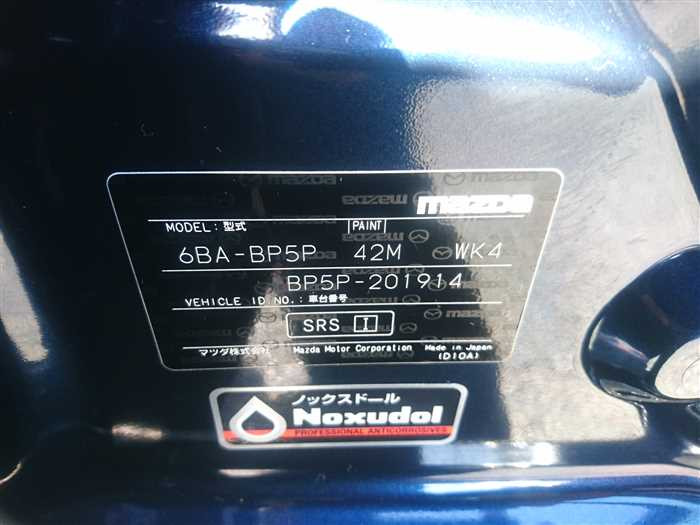 mazda
MODEL: 型式 PAINT
6BA-BP5P 42M WK4
BP5P-201914
VEHICLE ID.NO.: 車台番号
SRS I
マツダ株式会社 Mazda Motor Corporation Made in Japan
(D10A)
ノックスドール
Noxudol
PROFESSIONAL ANTICORROSIVES